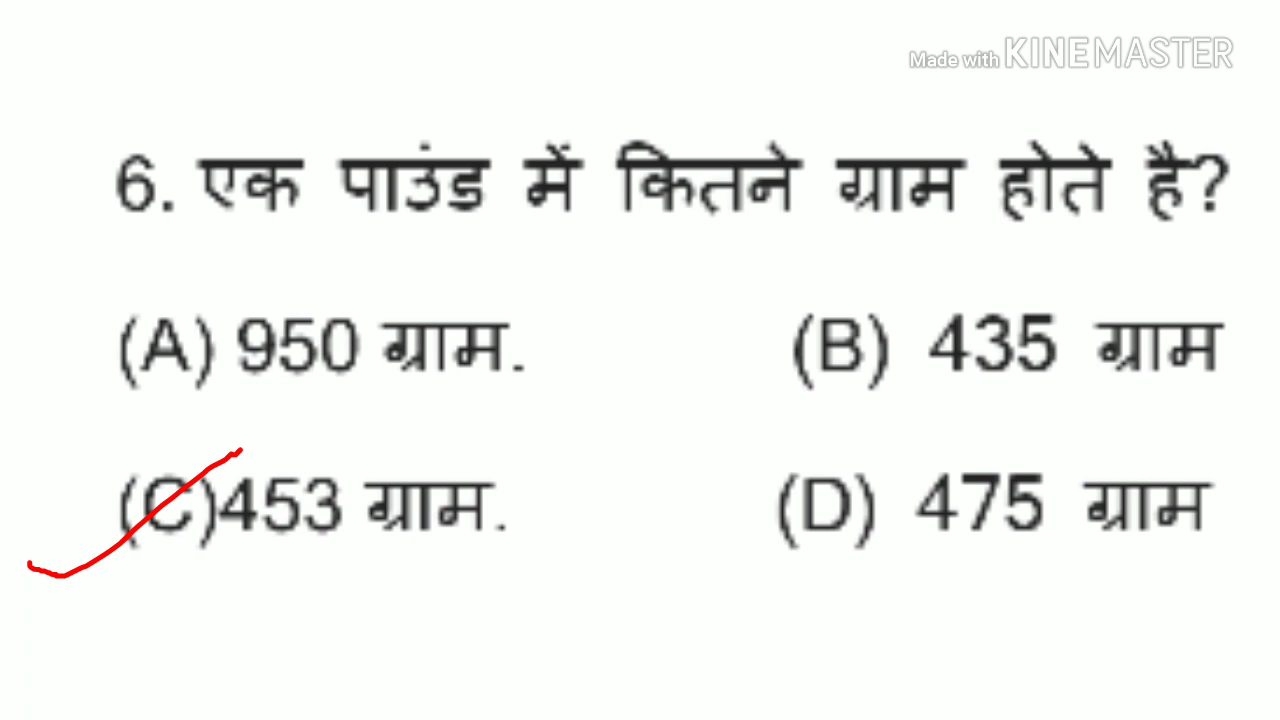 Made with KINEMASTER
6. एक पाउंड में कितने ग्राम होते है?
(A) 950 ग्राम. (B) 435 ग्राम
(C)453 ग्राम. (D) 475 ग्राम